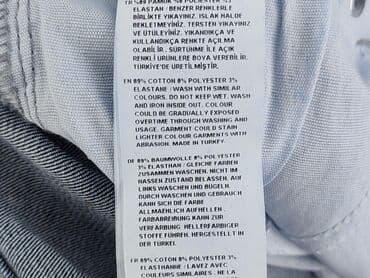 TR %89 PAMUK %8 POLYESTER %3
ELASTAN / BENZER RENKLERLE
BİRLİKTE YIKAYINIZ. ISLAK HALDE
BEKLETMEYİNİZ. TERSTEN YIKAYINIZ
VE ÜTÜLEYİNİZ. YIKANDIKÇA VE
KULLANDIKÇA RENKTE AÇILMA
OLABİLİR. SÜRTÜNME İLE AÇIK
RENKLİ ÜRÜNLERE BOYA VEREBİLİR.
TÜRKİYE'DE ÜRETİLMİŞTİR.
EN 89% COTTON 8% POLYESTER 3%
ELASTANE / WASH WITH SIMILAR
COLOURS. DO NOT KEEP WET. WASH
AND IRON INSIDE OUT. COLOUR
COULD BE GRADUALLY EXPOSED
OVERTIME THROUGH WASHING AND
USAGE. GARMENT COULD STAIN
LIGHTER COLOUR GARMENTS WITH
ABRASION. MADE IN TURKEY.
DE 89% BAUMWOLLE 8% POLYESTER
3% ELASTHAN / GLEICHE FARBEN
ZUSAMMEN WASCHEN. NICHT IM
NASSEN ZUSTAND BELASSEN. AUF
LINKS WASCHEN UND BÜGELN.
DURCH WASCHEN UND GEBRAUCH
KANN SICH DIE FARBE
ALLMAEHLICH AUFHELLEN.
FARBABREIBUNG KANN ZUR
VERFÄRBUNG HELLERFARBIGER
STOFFE FÜHREN. HERGESTELLT IN
DER TÜRKEI.
FR 89% COTON 8% POLYESTER 3%
ELASTHANNE / LAVEZ AVEC
COULEURS SIMILAIRES . NE LA